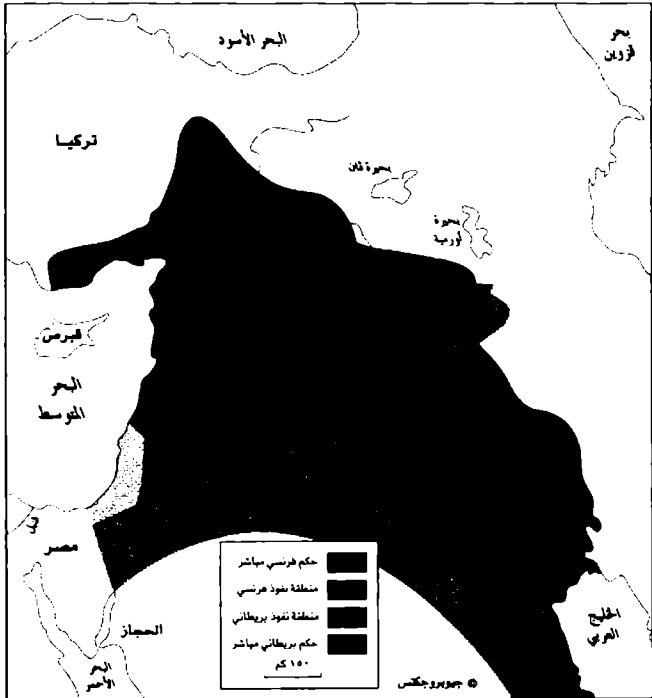 البحر الأسود
بحر
قزوين
تركيا
بحيرة ڤان
بحيرة
أورمية
قبرص
البحر
المتوسط
مصر
الحجاز
البحر
الأحمر
حكم فرنسي مباشر
منطقة نفوذ فرنسي
منطقة نفوذ بريطاني
حكم بريطاني مباشر
١٥٠ كم
الخليج
العربي
© جيوبروجكتس